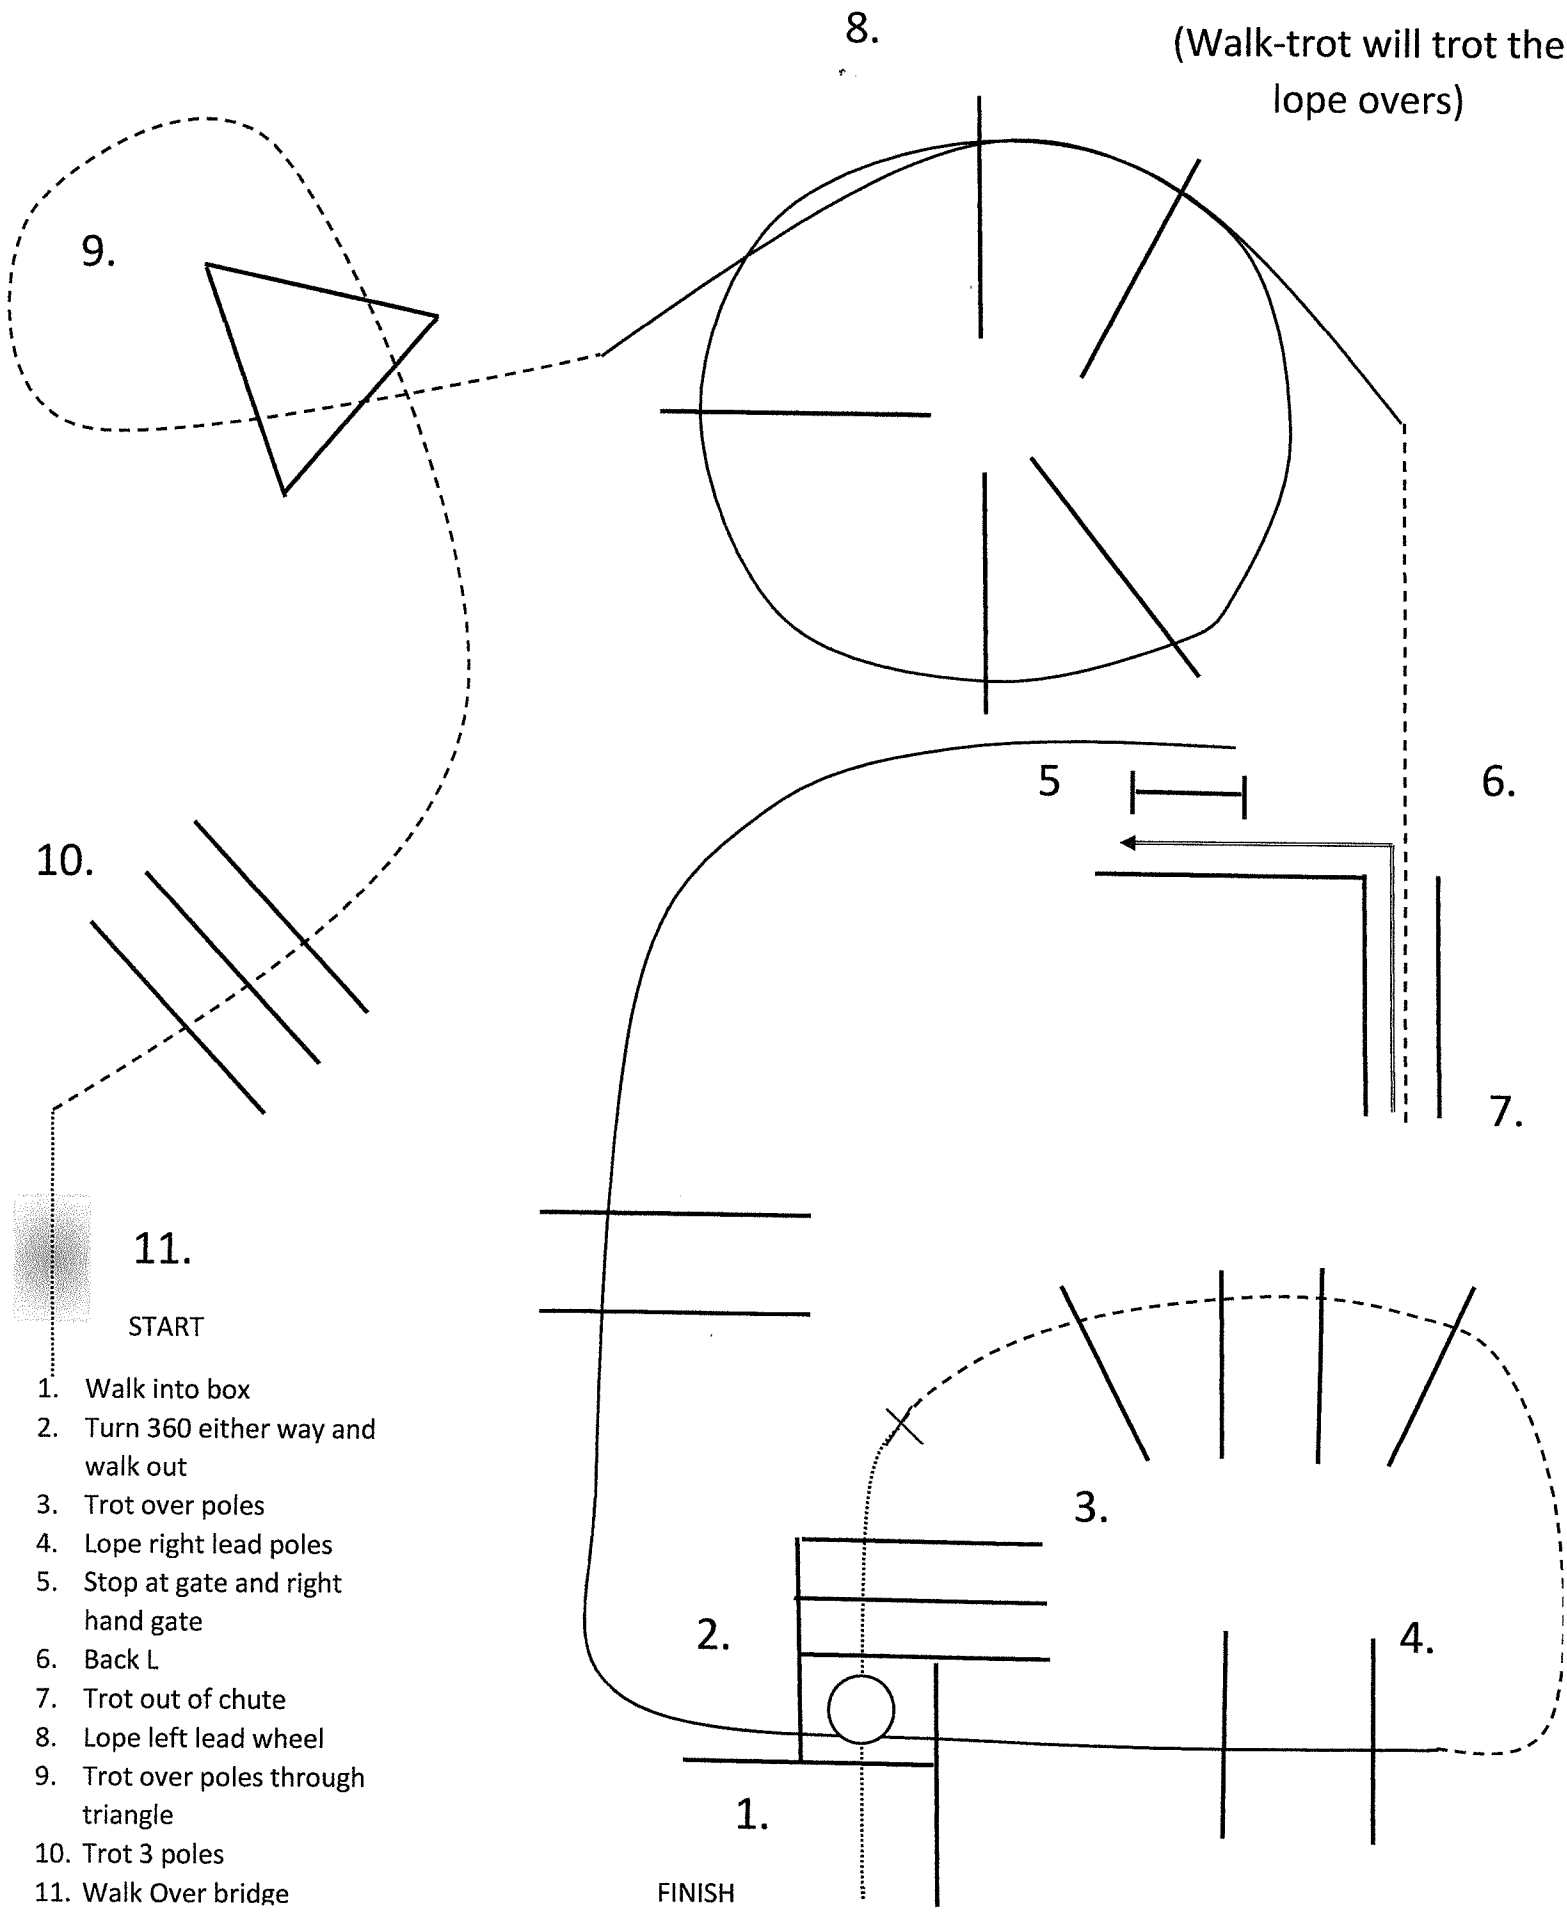 8.
(Walk-trot will trot the
lope overs)
9.
5
6.
10.
7.
11.
START
1. Walk into box
2. Turn 360 either way and
walk out
3. Trot over poles
4. Lope right lead poles
5. Stop at gate and right
hand gate
6. Back L
7. Trot out of chute
8. Lope left lead wheel
9. Trot over poles through
triangle
10. Trot 3 poles
11. Walk Over bridge
3.
2.
4.
1.
FINISH